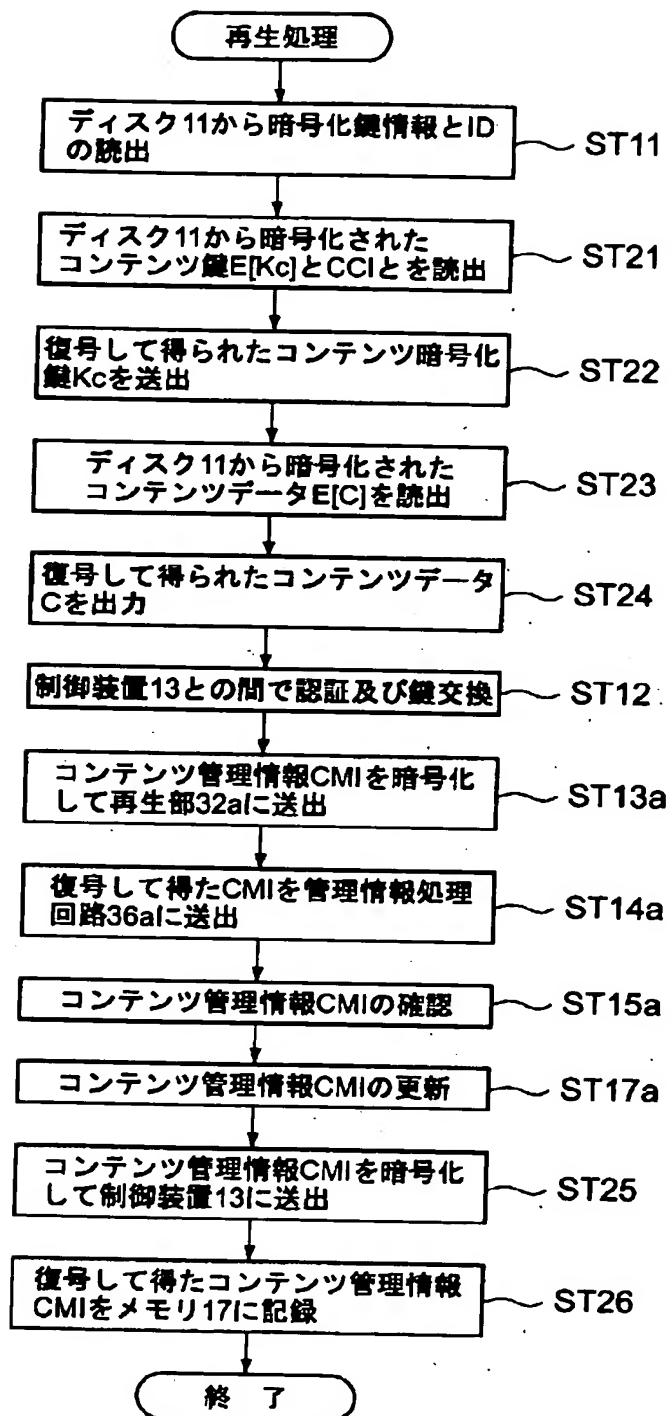 再生処理
ディスク11から暗号化鍵情報とID
の読出
ST11
ディスク11から暗号化された
コンテンツ鍵E[Kc]とCCIとを読出
ST21
復号して得られたコンテンツ暗号化
鍵Kcを送出
ST22
ディスク11から暗号化された
コンテンツデータE[C]を読出
ST23
復号して得られたコンテンツデータ
Cを出力
ST24
制御装置13との間で認証及び鍵交換
ST12
コンテンツ管理情報CMIを暗号化
して再生部32aに送出
ST13a
復号して得たCMIを管理情報処理
回路36aに送出
ST14a
コンテンツ管理情報CMIの確認
ST15a
コンテンツ管理情報CMIの更新
ST17a
コンテンツ管理情報CMIを暗号化
して制御装置13に送出
ST25
復号して得たコンテンツ管理情報
CMIをメモリ17に記録
ST26
終 了